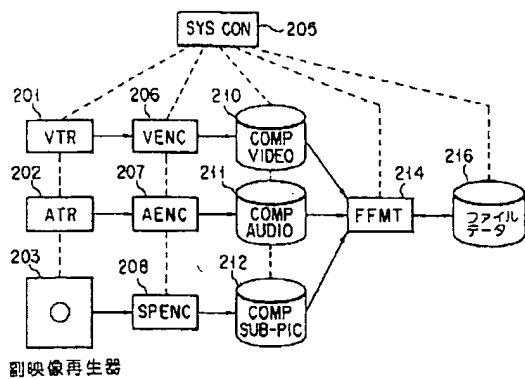 SYS CON
205
201
206
210
VTR
VENC
COMP
VIDEO
202
207
211
214
216
ATR
AENC
COMP
AUDIO
FFMT
ファイル
データ
203
208
212
SPENC
COMP
SUB-PIC
副映像再生器